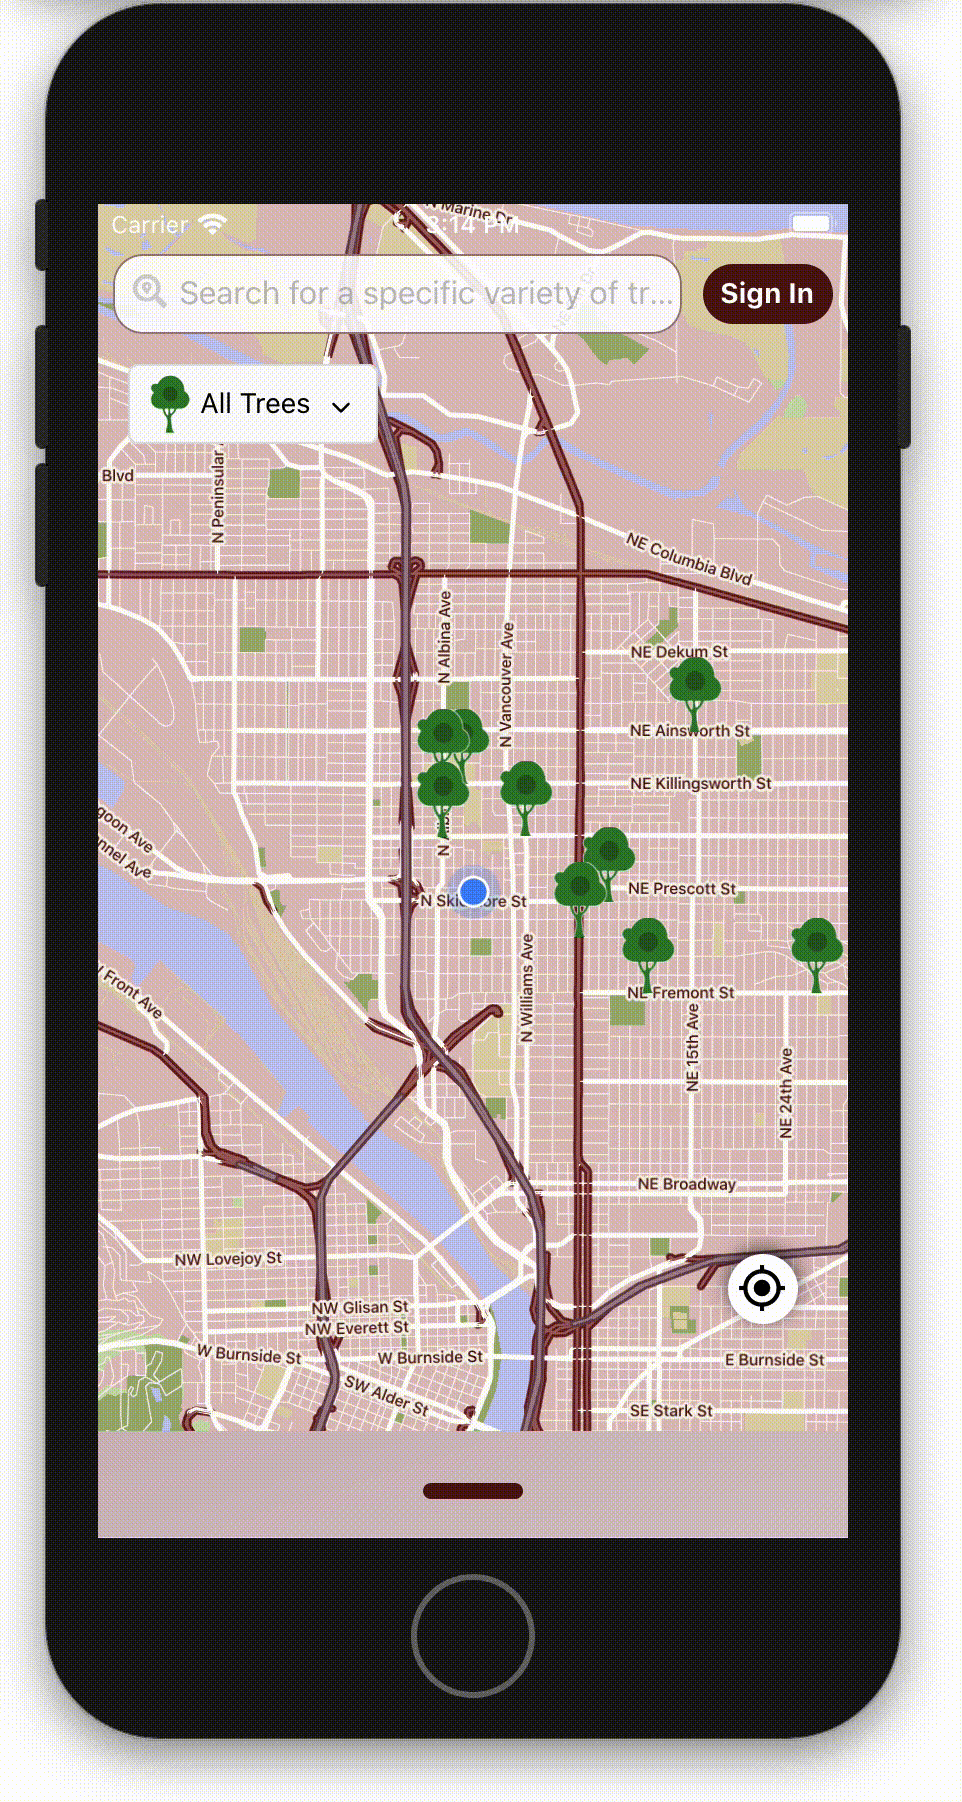 N Marine Dr
Carrier 3:14 PM
Search for a specific variety of tr...
Sign In
All Trees
Blvd
N Peninsular
NE Columbia Blvd
N Albina Ave
N Vancouver Ave
NE Dekum St
NE Ainsworth St
NE Killingsworth St
goon Ave
nnel Ave
NE Prescott St
N Skidmore St
N Williams Ave
Front Ave
NE Fremont St
NE 15th Ave
NE 24th Ave
NE Broadway
NW Lovejoy St
NW Glisan St
NW Everett St
W Burnside St
W Burnside St
E Burnside St
SW Alder St
SE Stark St